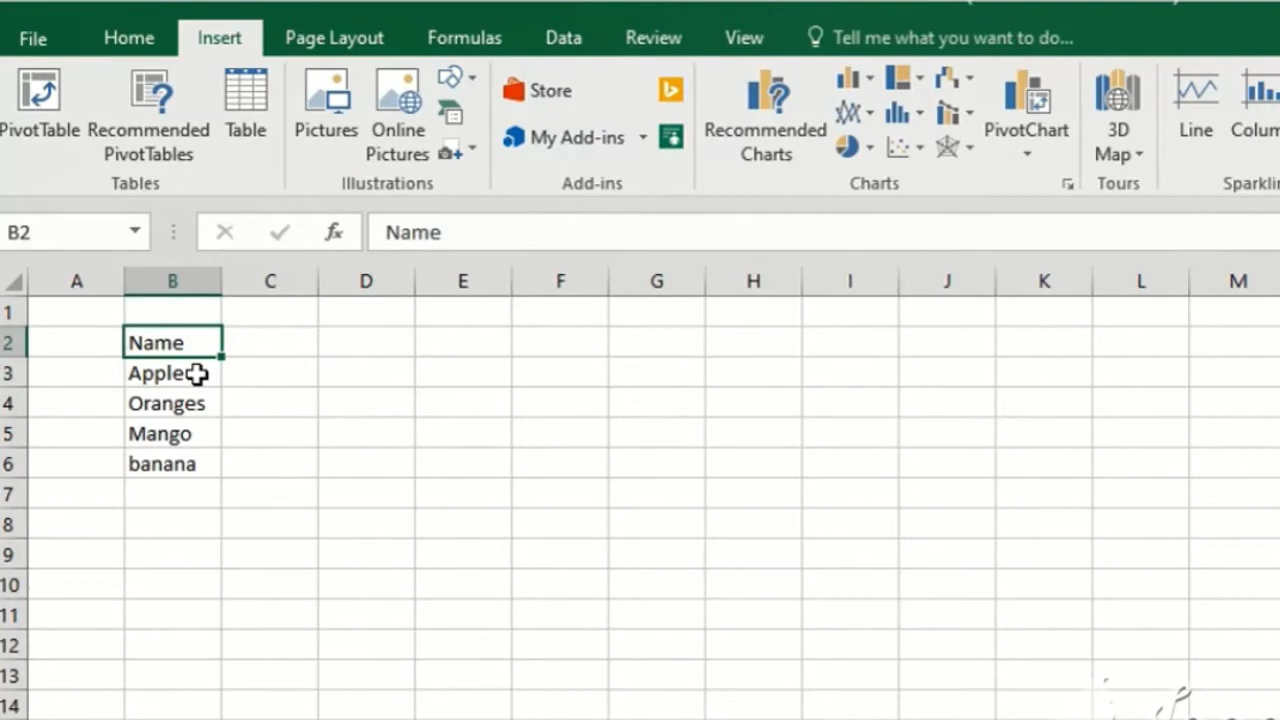 File Home Insert Page Layout Formulas Data Review View Tell me what you want to do...
PivotTable Recommended PivotTables Table Pictures Online Pictures Store My Add-ins Recommended Charts PivotChart 3D Map Line
Tables Illustrations Add-ins Charts Tours
B2 fx Name
A B C D E F G H I J K L M
1
2 Name
3 Apple
4 Oranges
5 Mango
6 banana
7
8
9
10
11
12
13
14